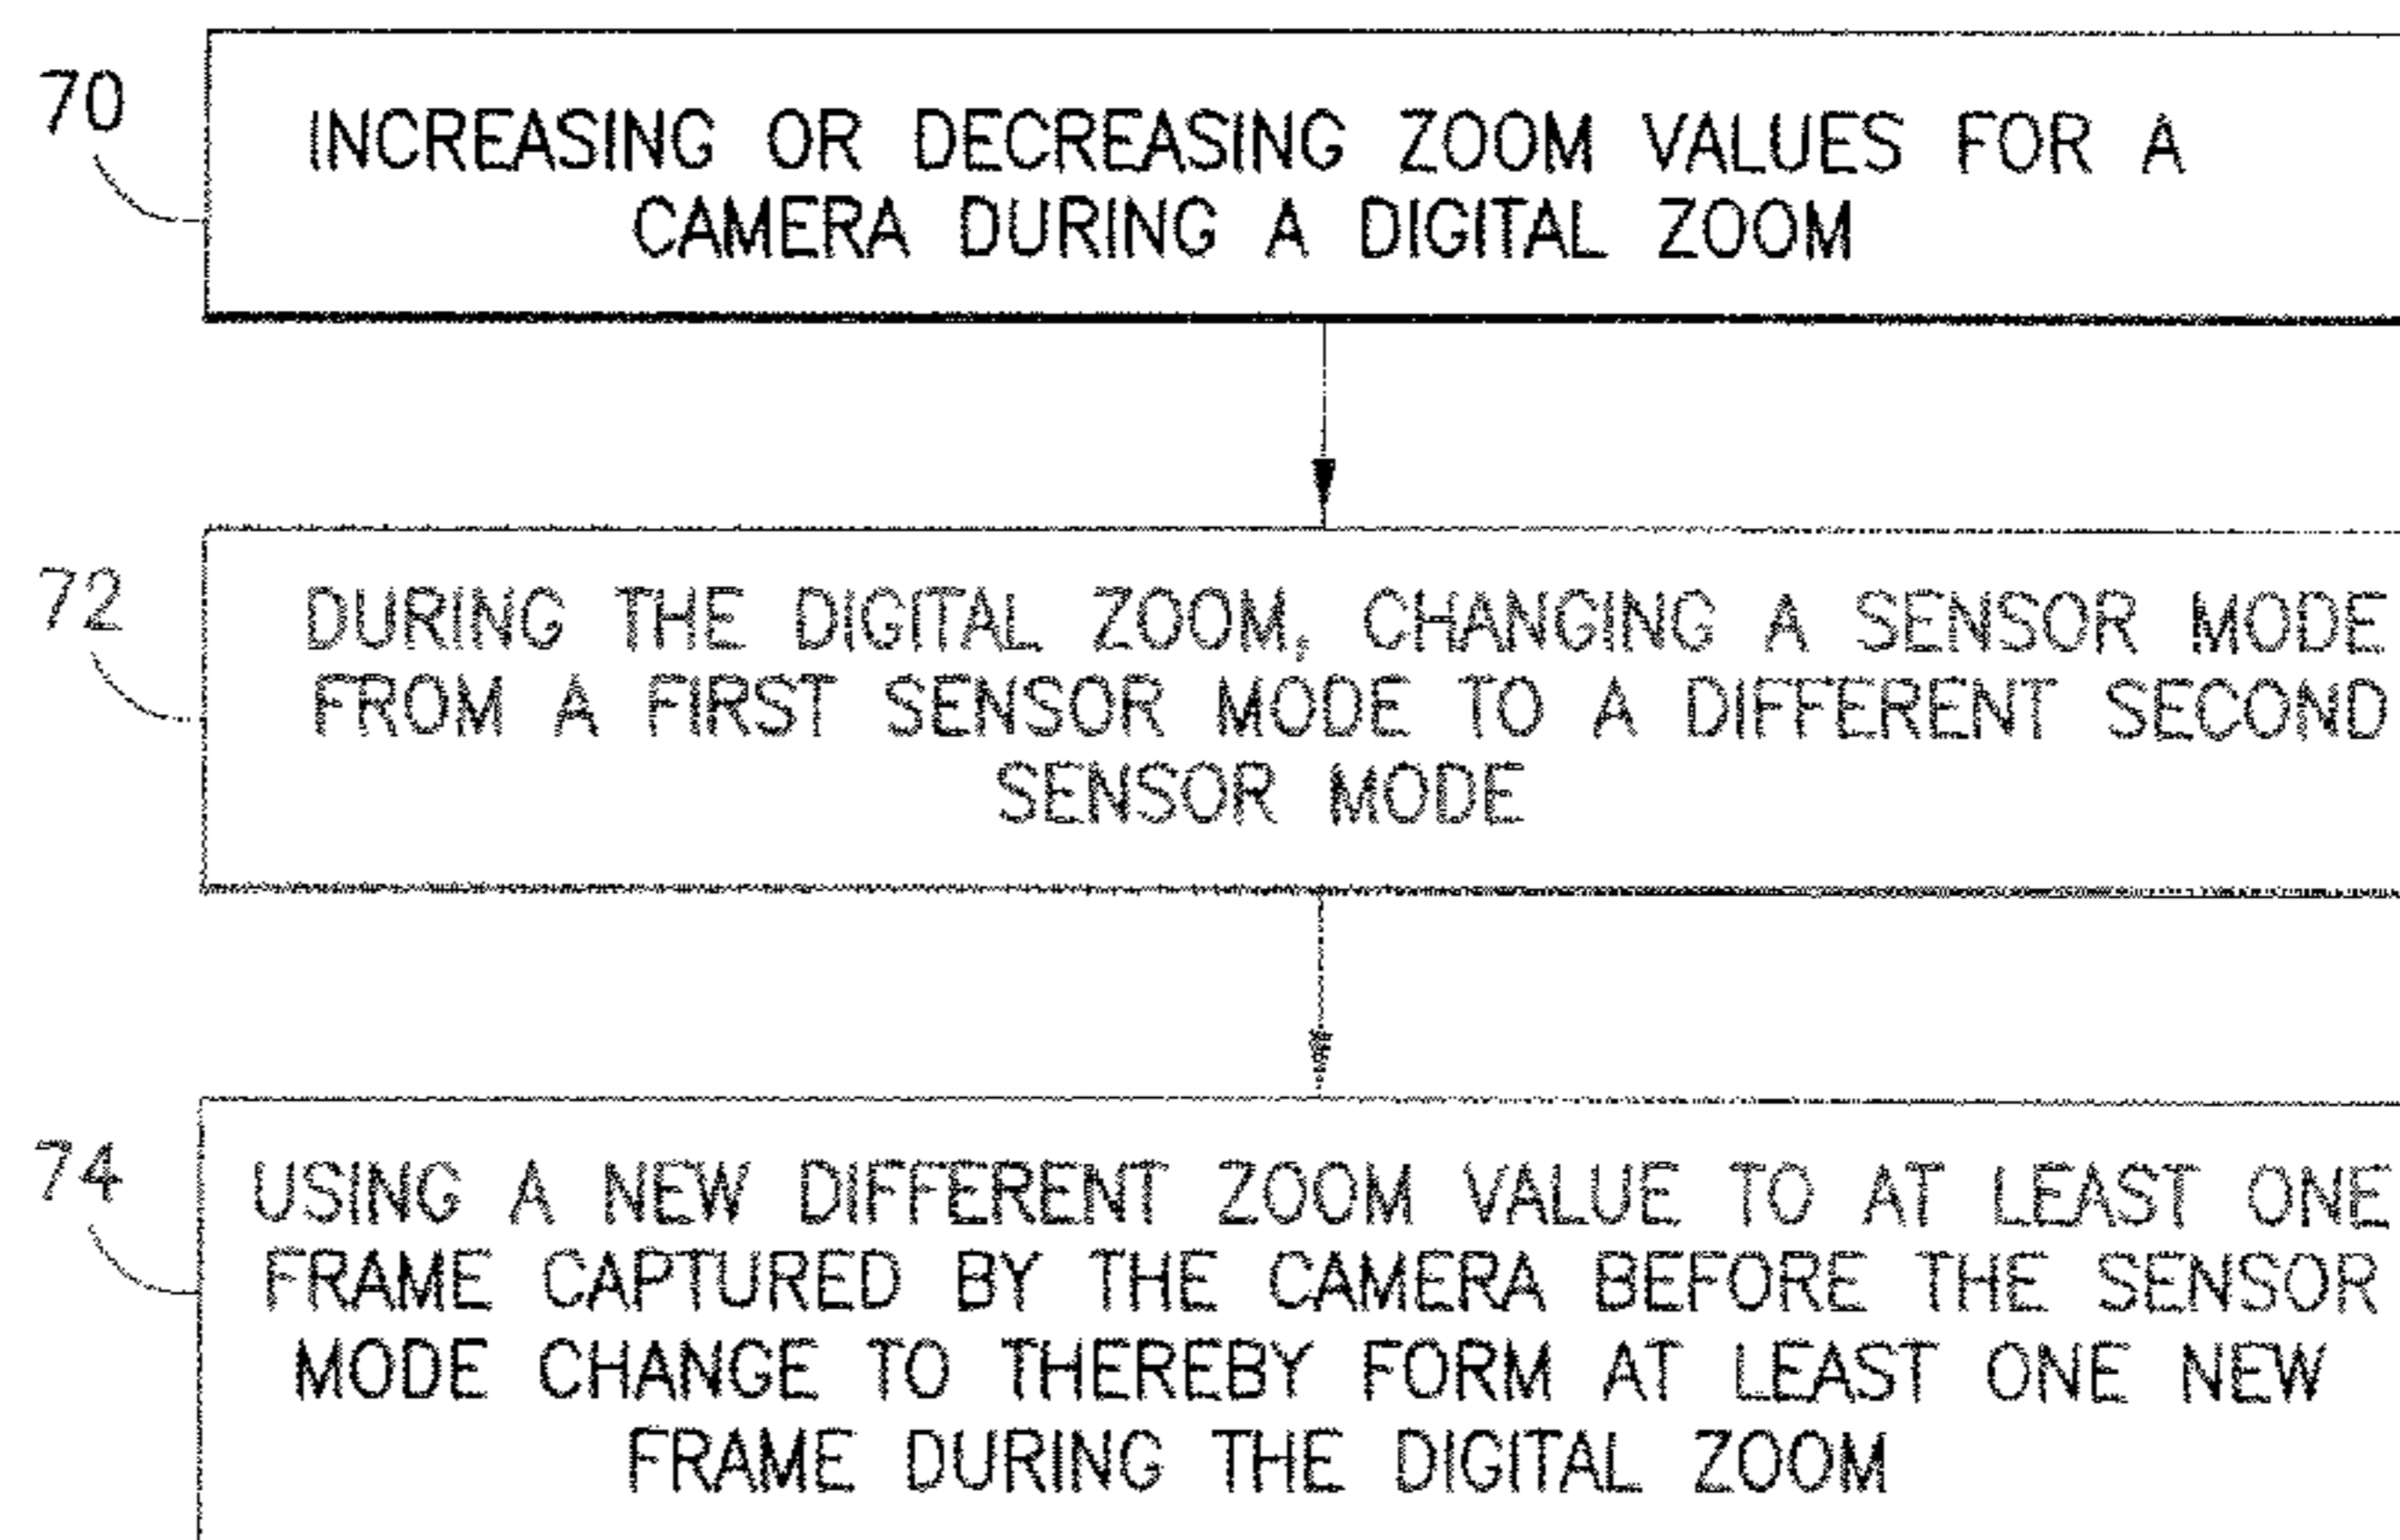 70
INCREASING OR DECREASING ZOOM VALUES FOR A
CAMERA DURING A DIGITAL ZOOM
72
DURING THE DIGITAL ZOOM, CHANGING A SENSOR MODE
FROM A FIRST SENSOR MODE TO A DIFFERENT SECOND
SENSOR MODE
74
USING A NEW DIFFERENT ZOOM VALUE TO AT LEAST ONE
FRAME CAPTURED BY THE CAMERA BEFORE THE SENSOR
MODE CHANGE TO THEREBY FORM AT LEAST ONE NEW
FRAME DURING THE DIGITAL ZOOM